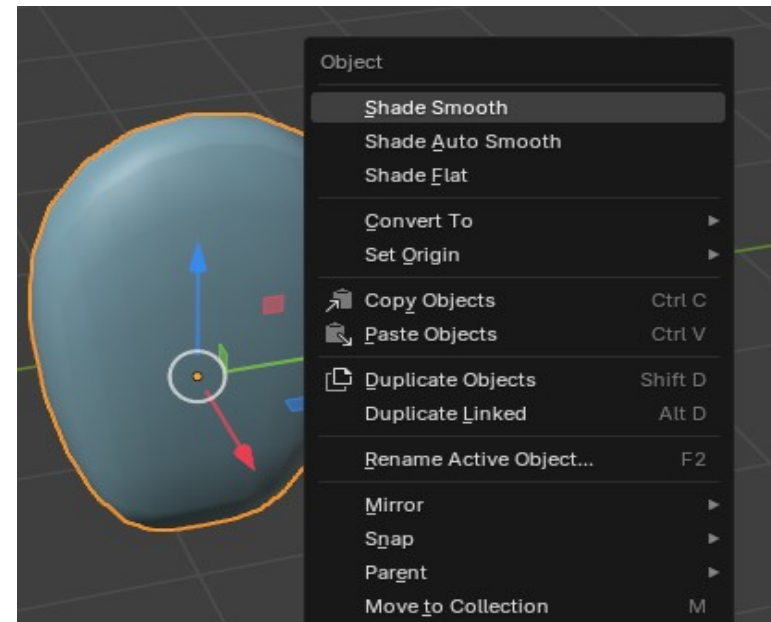 Object
Shade Smooth
Shade Auto Smooth
Shade Flat
Convert To
Set Origin
Copy Objects Ctrl C
Paste Objects Ctrl V
Duplicate Objects Shift D
Duplicate Linked Alt D
Rename Active Object... F2
Mirror
Snap
Parent
Move to Collection M